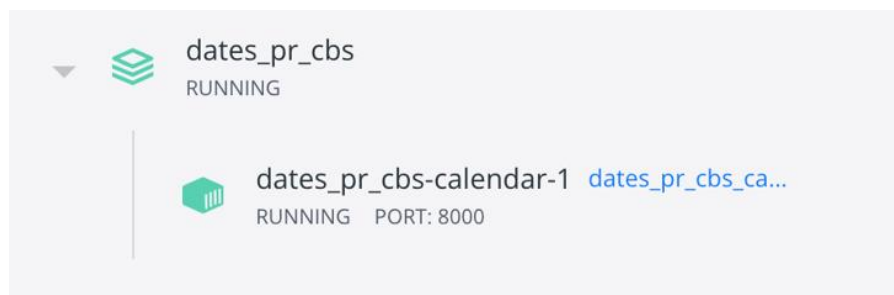 dates_pr_cbs
RUNNING
dates_pr_cbs-calendar-1 dates_pr_cbs_ca...
RUNNING PORT: 8000